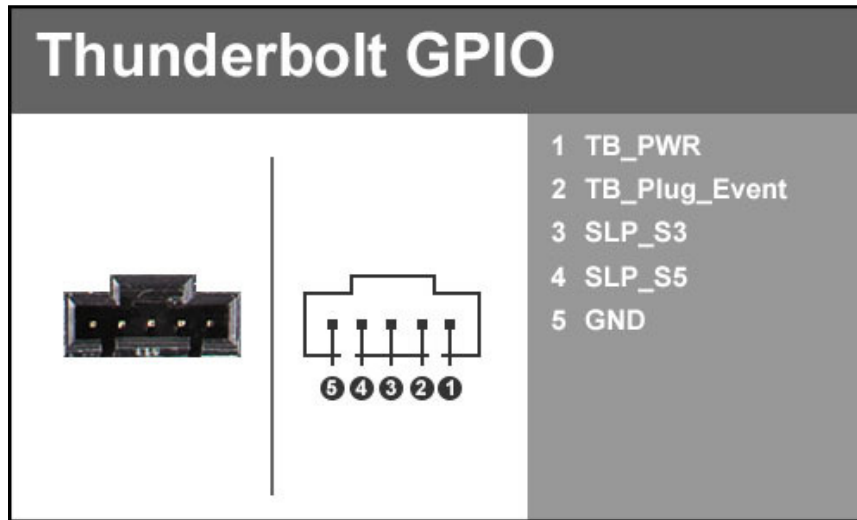 Thunderbolt GPIO
1 TB_PWR
2 TB_Plug_Event
3 SLP_S3
4 SLP_S5
5 GND
5 4 3 2 1